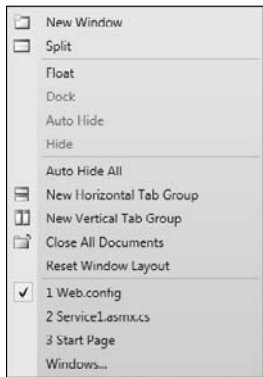 New Window
Split
Float
Dock
Auto Hide
Hide
Auto Hide All
New Horizontal Tab Group
New Vertical Tab Group
Close All Documents
Reset Window Layout
1 Web.config
2 Service1.asmx.cs
3 Start Page
Windows...